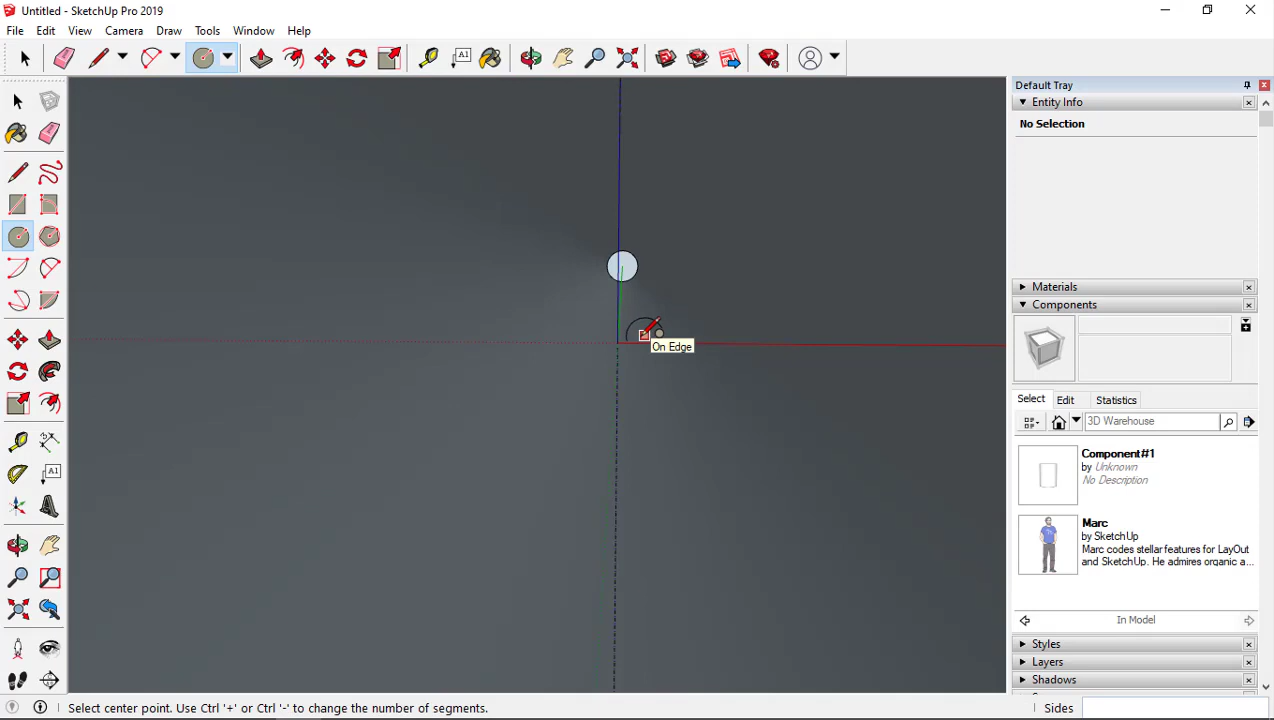 Untitled - SketchUp Pro 2019
File Edit View Camera Draw Tools Window Help
A1
Default Tray
Entity Info
No Selection
On Edge
Materials
Components
Select Edit Statistics
3D Warehouse
A1
Component#1
by Unknown
No Description
Marc
by SketchUp
Marc codes stellar features for LayOut
and SketchUp. He admires organic a...
In Model
Styles
Layers
Shadows
Select center point. Use Ctrl '+' or Ctrl '-' to change the number of segments.
Sides